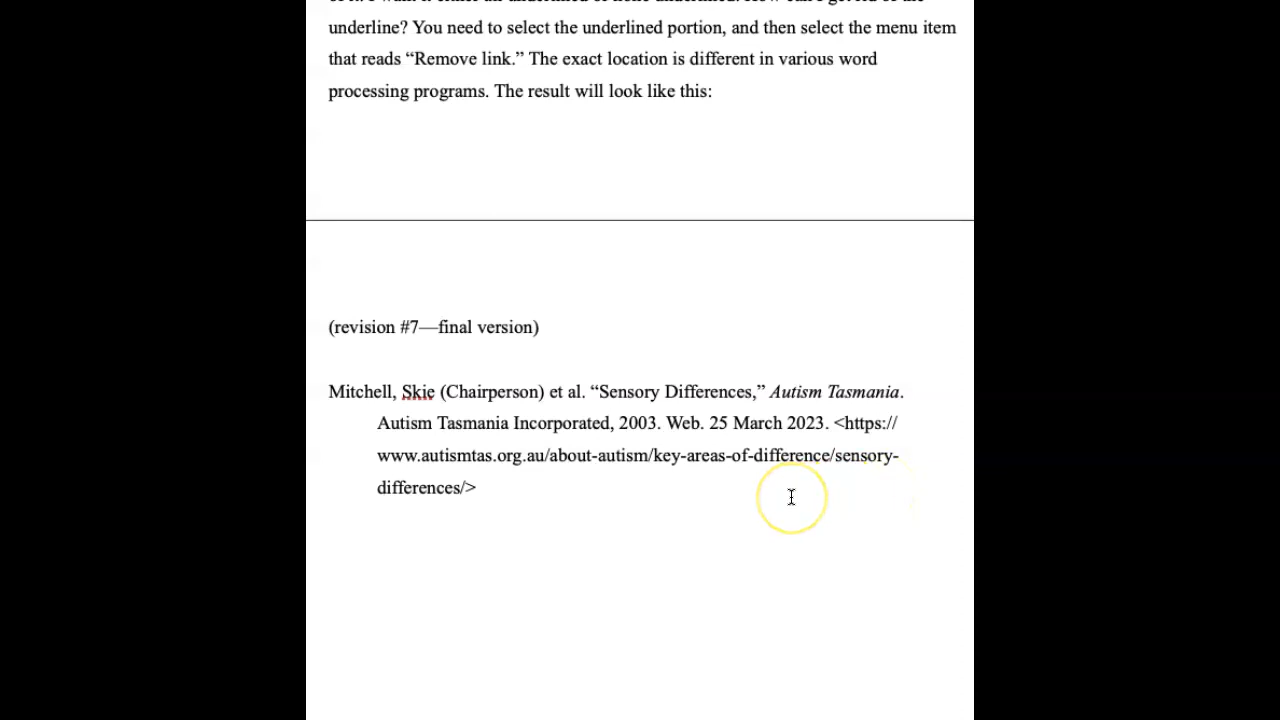 underline? You need to select the underlined portion, and then select the menu item
that reads “Remove link.” The exact location is different in various word
processing programs. The result will look like this:
(revision #7—final version)
Mitchell, Skie (Chairperson) et al. “Sensory Differences,” Autism Tasmania.
Autism Tasmania Incorporated, 2003. Web. 25 March 2023. <https://
www.autismtas.org.au/about-autism/key-areas-of-difference/sensory-
differences/>